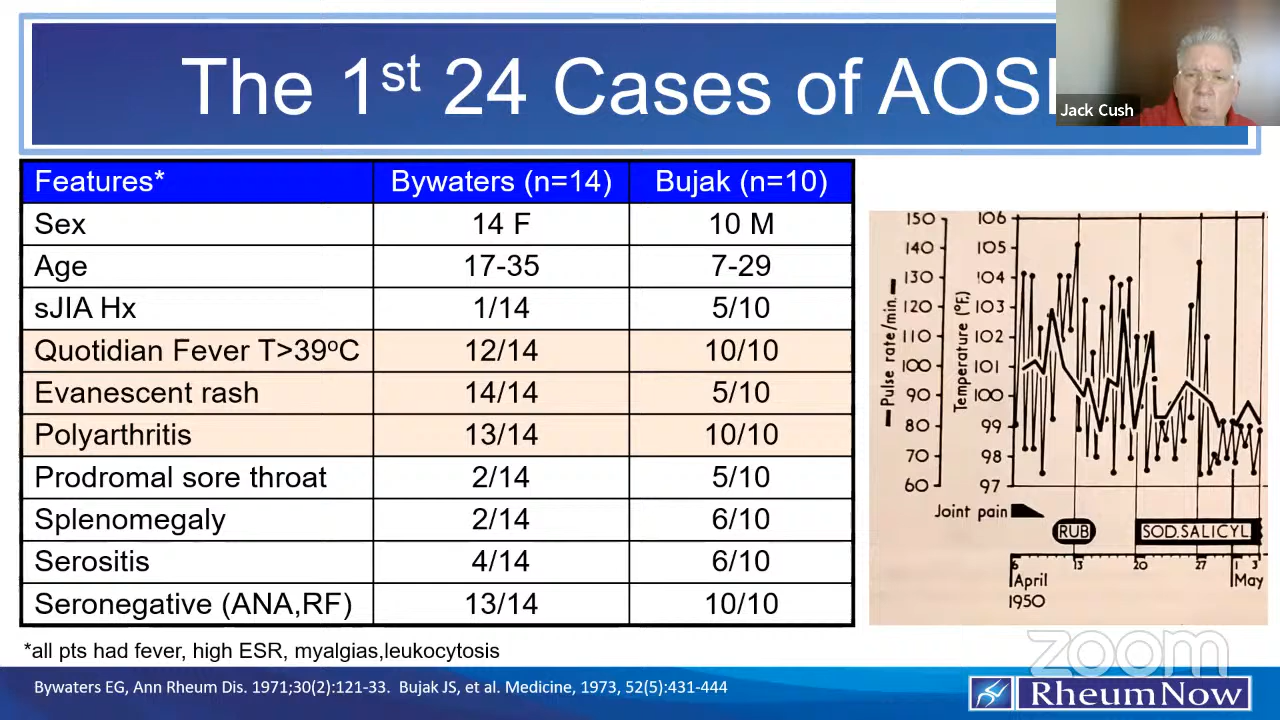 The 1st 24 Cases of AOS
Jack Cush
Features* Bywaters (n=14) Bujak (n=10)
Sex 14 F 10 M
Age 17-35 7-29
sJIA Hx 1/14 5/10
Quotidian Fever T>39ºC 12/14 10/10
Evanescent rash 14/14 5/10
Polyarthritis 13/14 10/10
Prodromal sore throat 2/14 5/10
Splenomegaly 2/14 6/10
Serositis 4/14 6/10
Seronegative (ANA,RF) 13/14 10/10
*all pts had fever, high ESR, myalgias,leukocytosis
Bywaters EG, Ann Rheum Dis. 1971;30(2):121-33. Bujak JS, et al. Medicine, 1973, 52(5):431-444
Pulse rate/min.
150
140
130
120
110
100
90
80
70
60
Temperature (°F.)
106
105
104
103
102
101
100
99
98
97
Joint pain
RUB
SOD.SALICYL
6 13 20 27 1 3
April May
1950
zoom
RheumNow